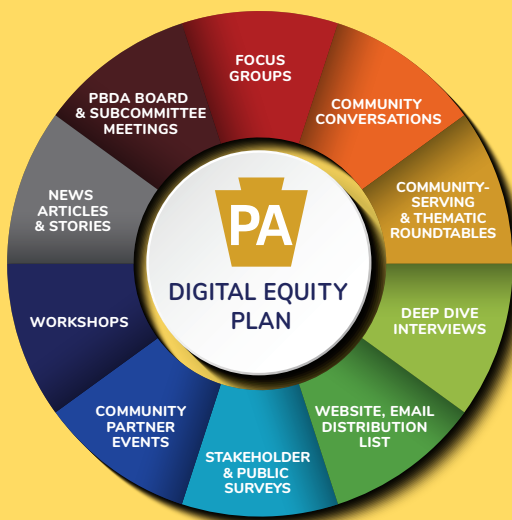 FOCUS
GROUPS
COMMUNITY
CONVERSATIONS
COMMUNITY-
SERVING
& THEMATIC
ROUNDTABLES
DEEP DIVE
INTERVIEWS
WEBSITE, EMAIL
DISTRIBUTION
LIST
STAKEHOLDER
& PUBLIC
SURVEYS
COMMUNITY
PARTNER
EVENTS
WORKSHOPS
NEWS
ARTICLES
& STORIES
PBDA BOARD
& SUBCOMMITTEE
MEETINGS
PA
DIGITAL EQUITY
PLAN